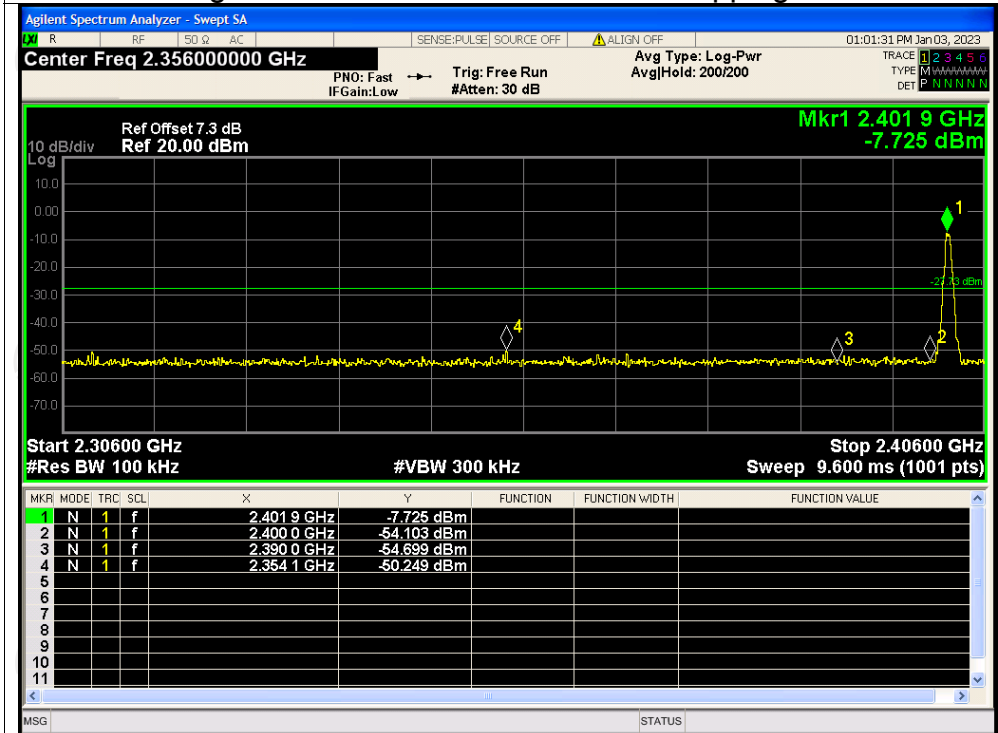 Agilent Spectrum Analyzer - Swept SA
LXI R RF 50 Ω AC SENSE:PULSE SOURCE OFF ALIGN OFF 01:01:31 PM Jan 03, 2023
Center Freq 2.356000000 GHz
PNO: Fast
IFGain:Low
Trig: Free Run
#Atten: 30 dB
Avg Type: Log-Pwr
Avg|Hold: 200/200
TRACE 1 2 3 4 5 6
TYPE M
DET P N N N N N
Mkr1 2.401 9 GHz
-7.725 dBm
10 dB/div
Log
Ref Offset 7.3 dB
Ref 20.00 dBm
10.0
0.00
-10.0
-20.0
-30.0
-40.0
-50.0
-60.0
-70.0
1
-27.73 dBm
4
3
2
Start 2.30600 GHz
Stop 2.40600 GHz
#Res BW 100 kHz
#VBW 300 kHz
Sweep 9.600 ms (1001 pts)
MKR MODE TRC SCL X Y FUNCTION FUNCTION WIDTH FUNCTION VALUE
1 N 1 f 2.401 9 GHz -7.725 dBm
2 N 1 f 2.400 0 GHz -54.103 dBm
3 N 1 f 2.390 0 GHz -54.699 dBm
4 N 1 f 2.354 1 GHz -50.249 dBm
5
6
7
8
9
10
11
MSG STATUS